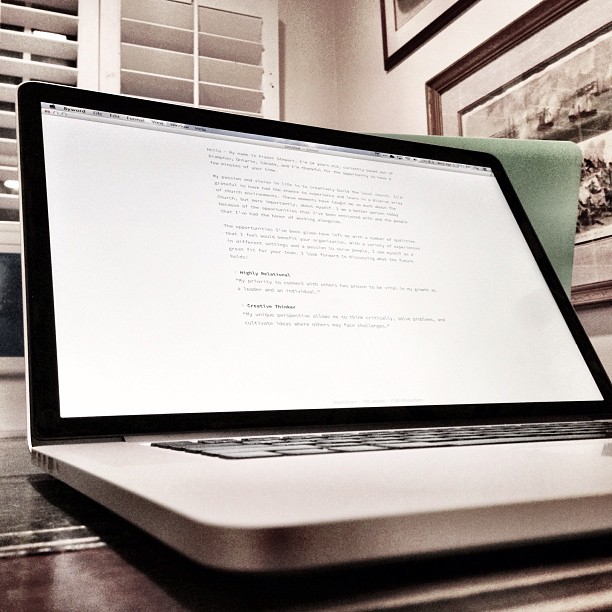 Byword File Edit Format View Window Help
Hello - My name is Fraser Stewart, I'm 24 years old, currently based out of
Brampton, Ontario, Canada, and I'm thankful for the opportunity to have a
few minutes of your time.
My passion and vision in life is to creatively build the local church. I'm
grateful to have had the chance to experience and learn in a diverse array
of church environments. These moments have taught me so much about the
Church, but more importantly, about myself. I am a better person today
because of the opportunities that I've been entrusted with and the people
that I've had the honor of working alongside.
The opportunities I've been given have left me with a number of qualities
that I feel would benefit your organization. With a variety of experiences
in different settings and a passion to serve people, I see myself as a
great fit for your team. I look forward to discussing what the future
holds:
- Highly Relational
"My priority to connect with others has proven to be vital in my growth as
a leader and an individual."
- Creative Thinker
"My unique perspective allows me to think critically, solve problems, and
cultivate ideas where others may face challenges."